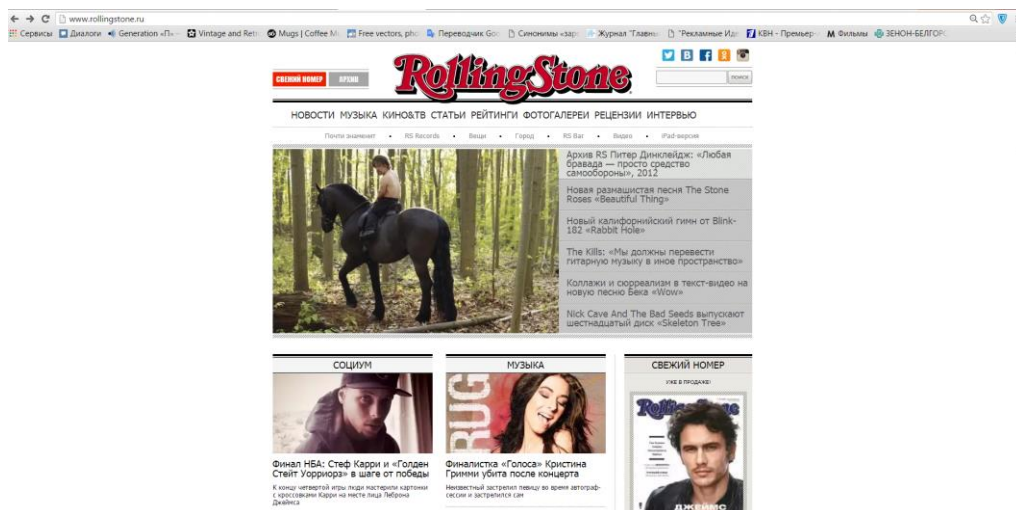 www.rollingstone.ru
Сервисы Диалоги Generation «П» Vintage and Retr Mugs | Coffee M Free vectors, pho Переводчик Goo Синонимы «зар Журнал "Главн "Рекламные Иде КВН - Премьер Фильмы ЗЕНОН-БЕЛГОРО
СВЕЖИЙ НОМЕР АРХИВ
RollingStone
ПОИСК
НОВОСТИ МУЗЫКА КИНО&ТВ СТАТЬИ РЕЙТИНГИ ФОТОГАЛЕРЕИ РЕЦЕНЗИИ ИНТЕРВЬЮ
Почти знаменит • RS Records • Вещи • Город • RS Bar • Видео • iPad-версия
Архив RS Питер Динклейдж: «Любая
бравада — просто средство
самообороны», 2012
Новая размашистая песня The Stone
Roses «Beautiful Thing»
Новый калифорнийский гимн от Blink-
182 «Rabbit Hole»
The Kills: «Мы должны перевести
гитарную музыку в иное пространство»
Коллажи и сюрреализм в текст-видео на
новую песню Бека «Wow»
Nick Cave And The Bad Seeds выпускают
шестнадцатый диск «Skeleton Tree»
СОЦИУМ
Финал НБА: Стеф Карри и «Голден
Стейт Уорриорз» в шаге от победы
К концу четвертой игры люди мастерили картонки
с кроссовками Карри на месте лица Леброна
Джеймса
МУЗЫКА
RUG
Финалистка «Голоса» Кристина
Гримми убита после концерта
Неизвестный застрелил певицу во время автограф-
сессии и застрелился сам
СВЕЖИЙ НОМЕР
УЖЕ В ПРОДАЖЕ!
RollingStone
ДЖЕЙМС